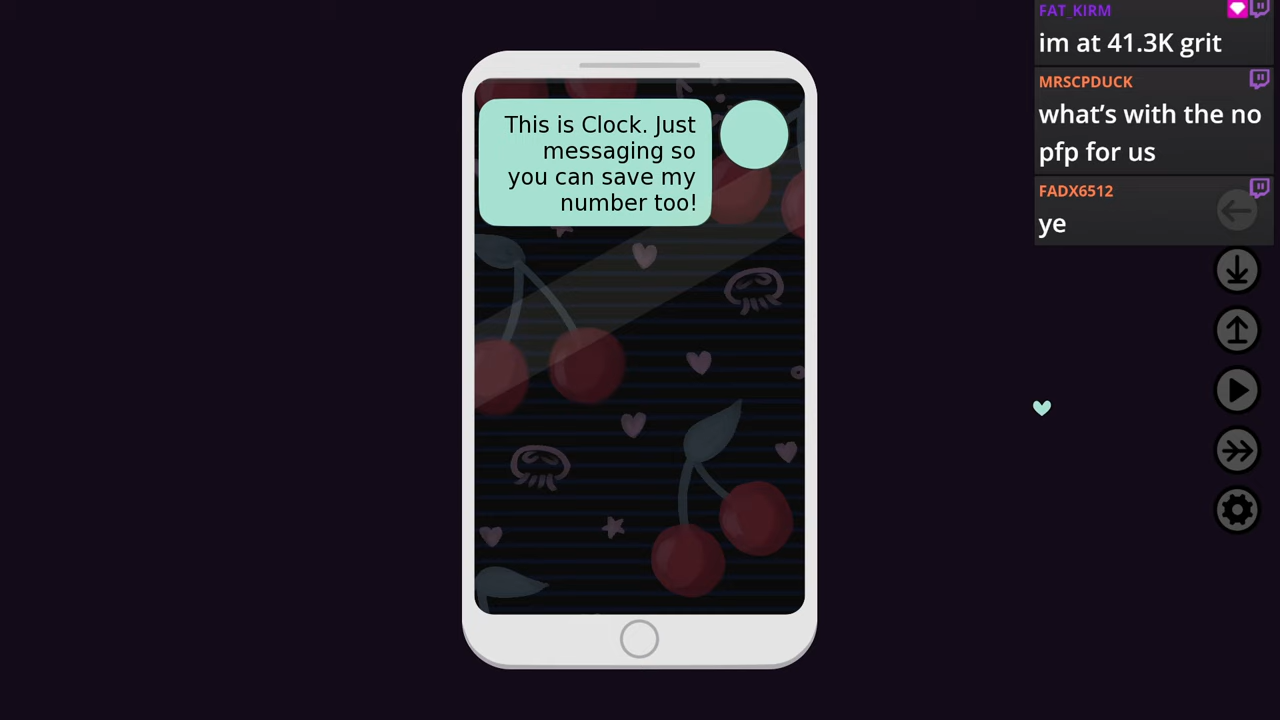 This is Clock. Just
messaging so
you can save my
number too!
FAT_KIRM
im at 41.3K grit
MRSCPDUCK
what’s with the no
pfp for us
FADX6512
ye